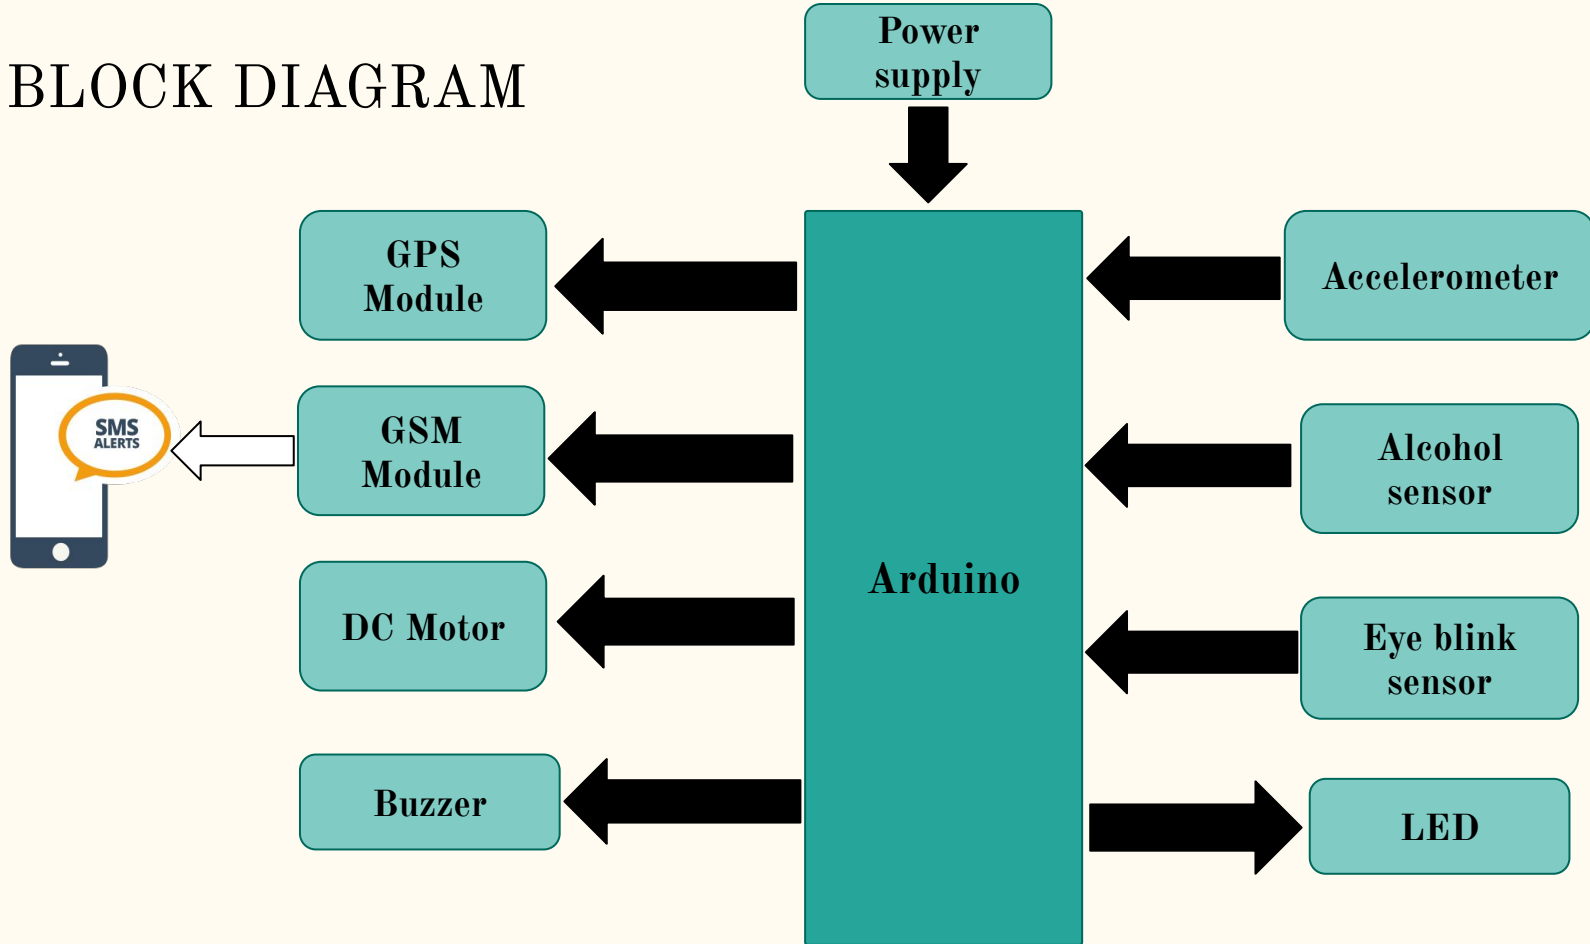 BLOCK DIAGRAM
Power
supply
GPS
Module
Accelerometer
SMS
ALERTS
GSM
Module
Alcohol
sensor
Arduino
DC Motor
Eye blink
sensor
Buzzer
LED